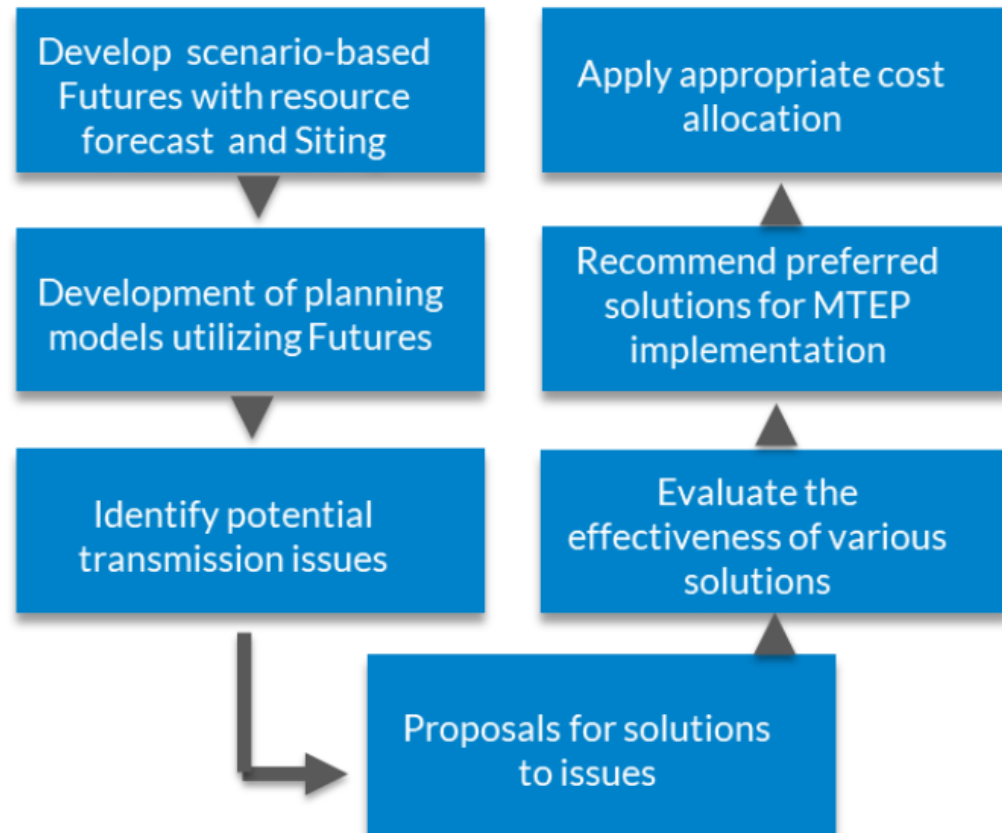 Develop scenario-based
Futures with resource
forecast and Siting
Development of planning
models utilizing Futures
Identify potential
transmission issues
Proposals for solutions
to issues
Evaluate the
effectiveness of various
solutions
Recommend preferred
solutions for MTEP
implementation
Apply appropriate cost
allocation